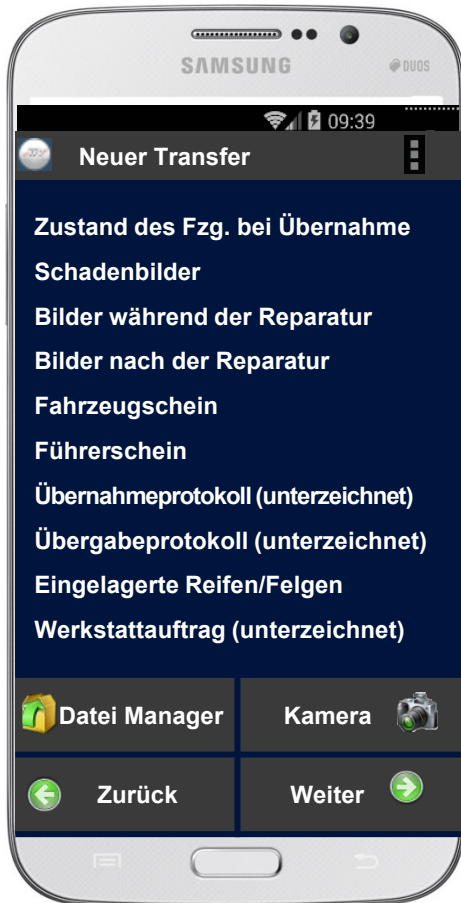 SAMSUNG
DUOS
09:39
Neuer Transfer
Zustand des Fzg. bei Übernahme
Schadenbilder
Bilder während der Reparatur
Bilder nach der Reparatur
Fahrzeugschein
Führerschein
Übernahmeprotokoll (unterzeichnet)
Übergabeprotokoll (unterzeichnet)
Eingelagerte Reifen/Felgen
Werkstattauftrag (unterzeichnet)
Datei Manager
Kamera
Zurück
Weiter